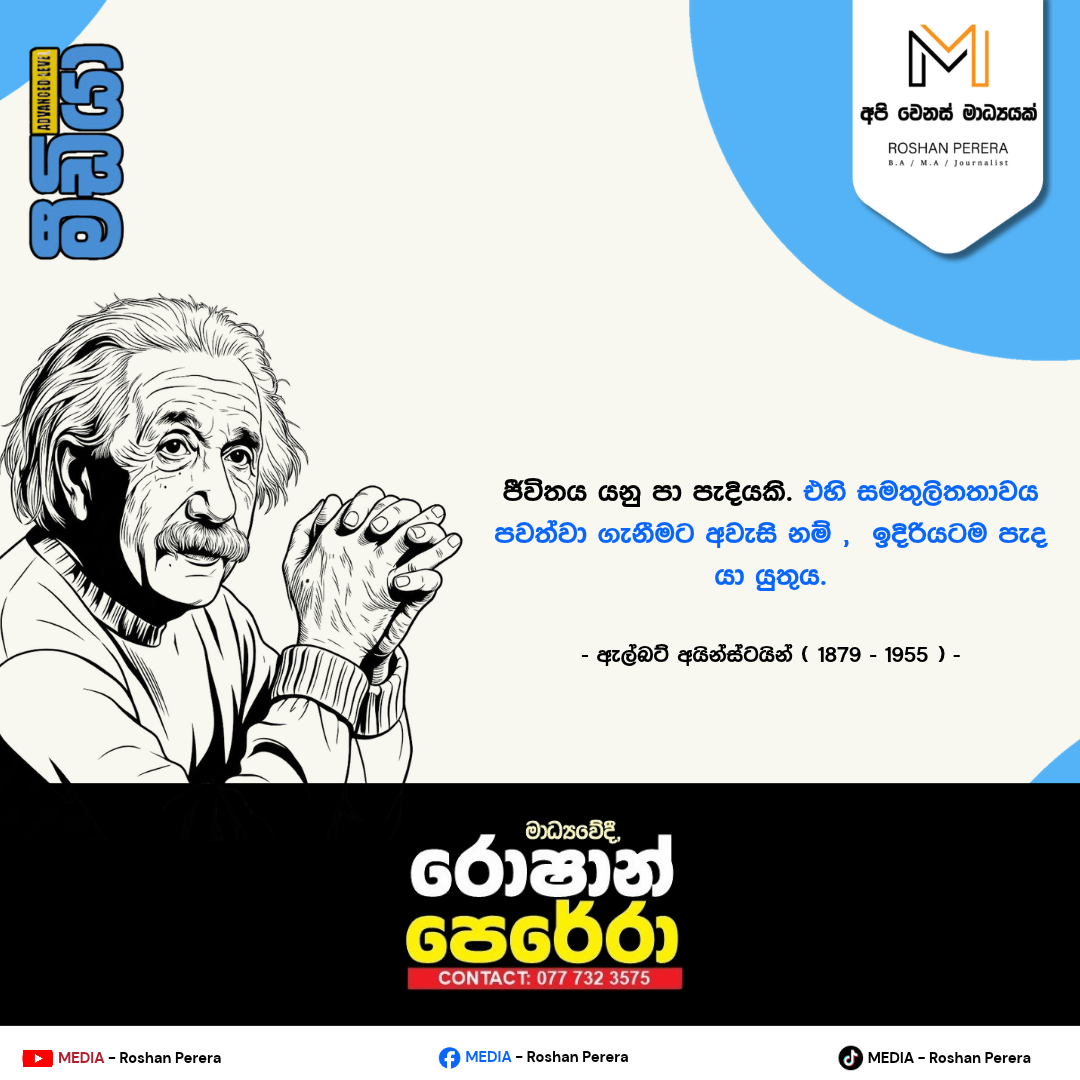 මීඩියා
ADVANCED LEVEL
M
අපි වෙනස් මාධ්‍යයක්
ROSHAN PERERA
B.A / M.A / Journalist
ජීවිතය යනු පා පැදියකි. එහි සමතුලිතතාවය
පවත්වා ගැනීමට අවැසි නම් , ඉදිරියටම පැද
යා යුතුය.
- ඇල්බට් අයින්ස්ටයින් ( 1879 - 1955 ) -
මාධ්‍යවේදී,
රොෂාන්
පෙරේරා
CONTACT: 077 732 3575
MEDIA - Roshan Perera
MEDIA - Roshan Perera
MEDIA - Roshan Perera